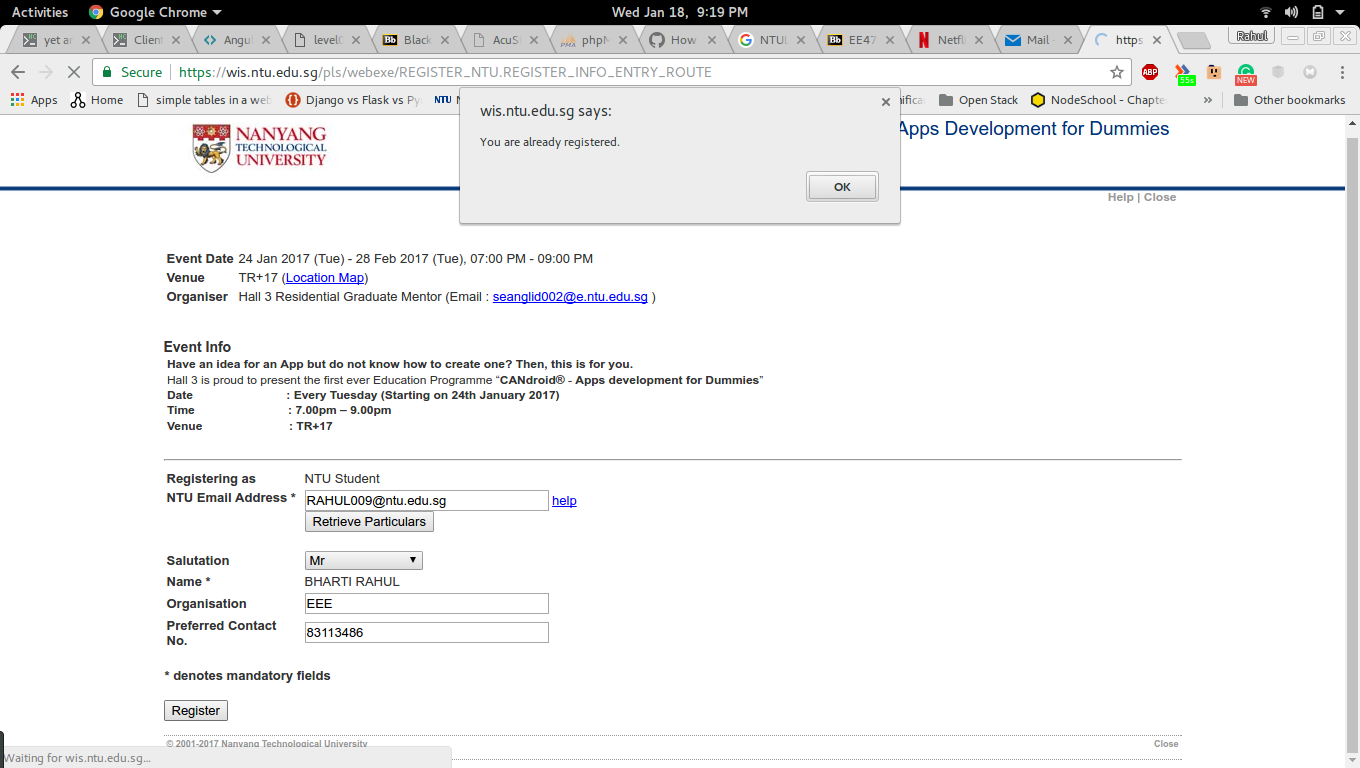 Activities Google Chrome Wed Jan 18, 9:19 PM
yet ar Client Angul level( Black AcuS phpM How NTUL EE47 Netfli Mail - https Rahul
Secure https://wis.ntu.edu.sg/pls/webexe/REGISTER_NTU.REGISTER_INFO_ENTRY_ROUTE ABP 55s NEW
Apps Home simple tables in a web Django vs Flask vs Py NTU Open Stack NodeSchool - Chapte » Other bookmarks
wis.ntu.edu.sg says:
You are already registered.
OK
NANYANG
TECHNOLOGICAL
UNIVERSITY
Apps Development for Dummies
Help | Close
Event Date 24 Jan 2017 (Tue) - 28 Feb 2017 (Tue), 07:00 PM - 09:00 PM
Venue TR+17 (Location Map)
Organiser Hall 3 Residential Graduate Mentor (Email : seanglid002@e.ntu.edu.sg )
Event Info
Have an idea for an App but do not know how to create one? Then, this is for you.
Hall 3 is proud to present the first ever Education Programme “CANdroid® - Apps development for Dummies”
Date : Every Tuesday (Starting on 24th January 2017)
Time : 7.00pm – 9.00pm
Venue : TR+17
Registering as NTU Student
NTU Email Address * RAHUL009@ntu.edu.sg help
Retrieve Particulars
Salutation Mr
Name * BHARTI RAHUL
Organisation EEE
Preferred Contact
No. 83113486
* denotes mandatory fields
Register
© 2001-2017 Nanyang Technological University Close
Waiting for wis.ntu.edu.sg...